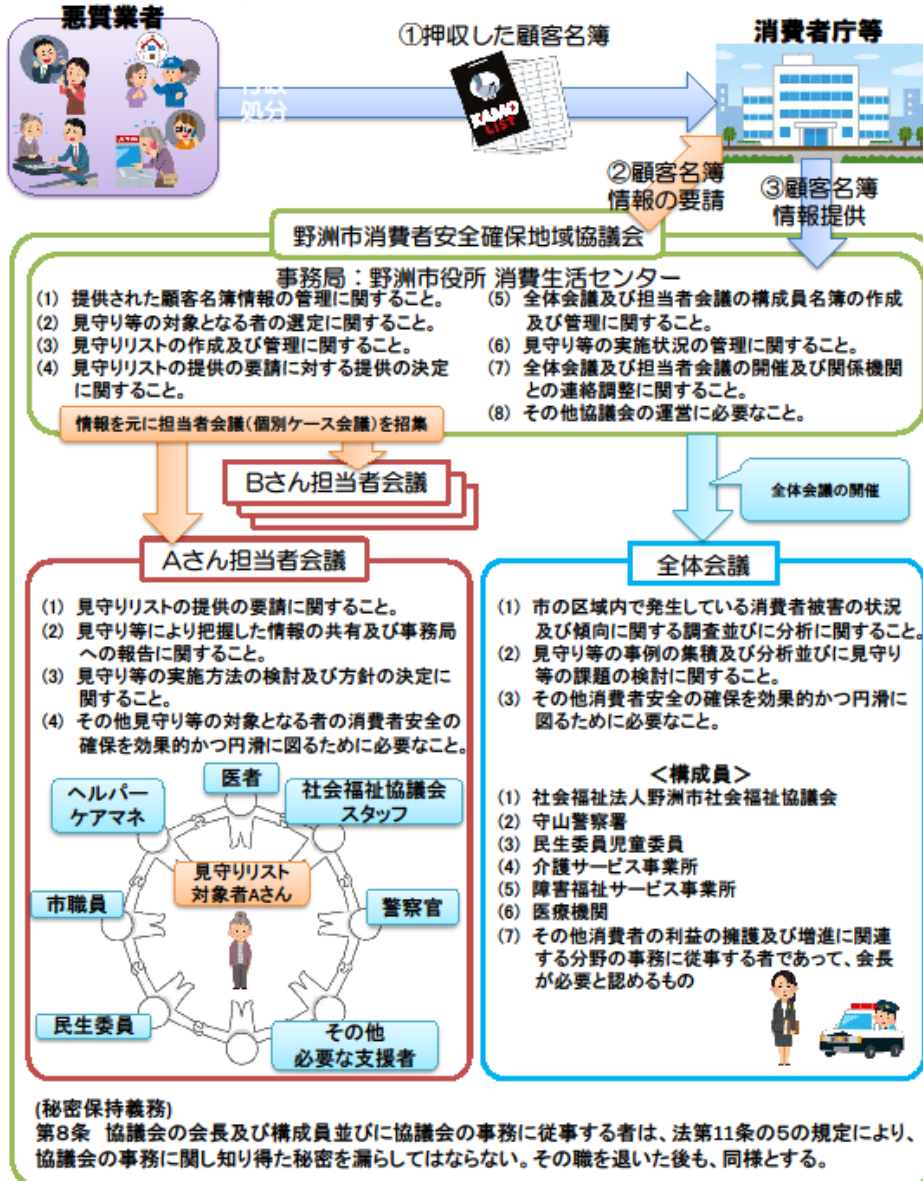 悪質業者
①押収した顧客名簿
消費者庁等
処分
KAMO
LIST
②顧客名簿
情報の要請
③顧客名簿
情報提供
野洲市消費者安全確保地域協議会
事務局：野洲市役所 消費生活センター
(1) 提供された顧客名簿情報の管理に関すること。
(2) 見守り等の対象となる者の選定に関すること。
(3) 見守りリストの作成及び管理に関すること。
(4) 見守りリストの提供の要請に対する提供の決定
に関すること。
(5) 全体会議及び担当者会議の構成員名簿の作成
及び管理に関すること。
(6) 見守り等の実施状況の管理に関すること。
(7) 全体会議及び担当者会議の開催及び関係機関
との連絡調整に関すること。
(8) その他協議会の運営に必要なこと。
情報を元に担当者会議(個別ケース会議)を招集
Bさん担当者会議
全体会議の開催
Aさん担当者会議
(1) 見守りリストの提供の要請に関すること。
(2) 見守り等により把握した情報の共有及び事務局
への報告に関すること。
(3) 見守り等の実施方法の検討及び方針の決定に
関すること。
(4) その他見守り等の対象となる者の消費者安全の
確保を効果的かつ円滑に図るために必要なこと。
医者
ヘルパー
ケアマネ
社会福祉協議会
スタッフ
見守りリスト
対象者Aさん
市職員
警察官
民生委員
その他
必要な支援者
全体会議
(1) 市の区域内で発生している消費者被害の状況
及び傾向に関する調査並びに分析に関すること。
(2) 見守り等の事例の集積及び分析並びに見守り
等の課題の検討に関すること。
(3) その他消費者安全の確保を効果的かつ円滑に
図るために必要なこと。
＜構成員＞
(1) 社会福祉法人野洲市社会福祉協議会
(2) 守山警察署
(3) 民生委員児童委員
(4) 介護サービス事業所
(5) 障害福祉サービス事業所
(6) 医療機関
(7) その他消費者の利益の擁護及び増進に関連
する分野の事務に従事する者であって、会長
が必要と認めるもの
(秘密保持義務)
第8条 協議会の会長及び構成員並びに協議会の事務に従事する者は、法第11条の5の規定により、
協議会の事務に関し知り得た秘密を漏らしてはならない。その職を退いた後も、同様とする。